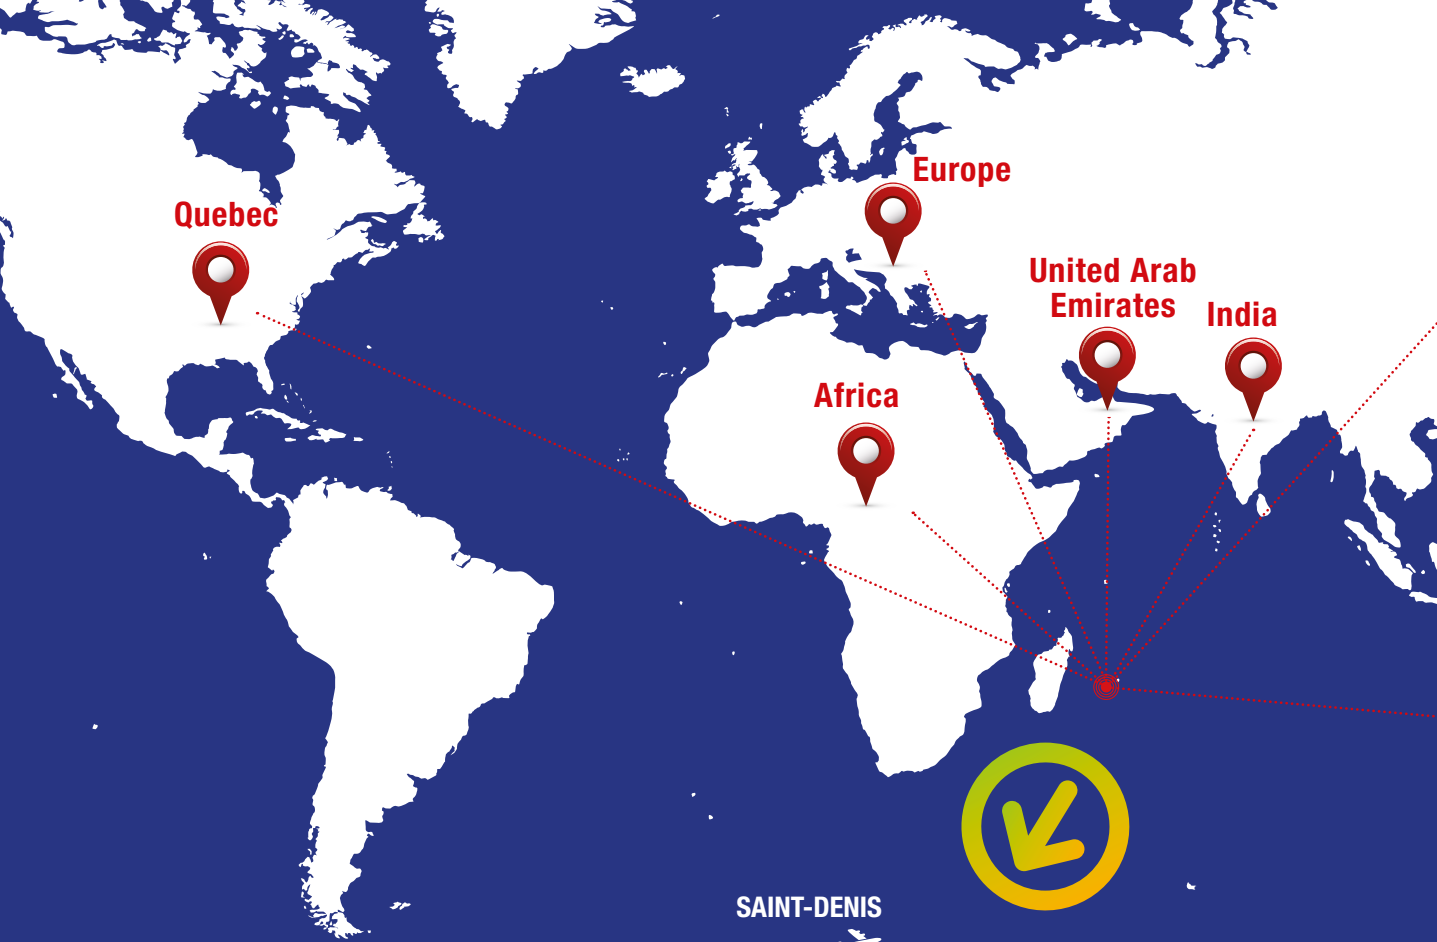 Europe
Quebec
United Arab
Emirates
India
Africa
SAINT-DENIS